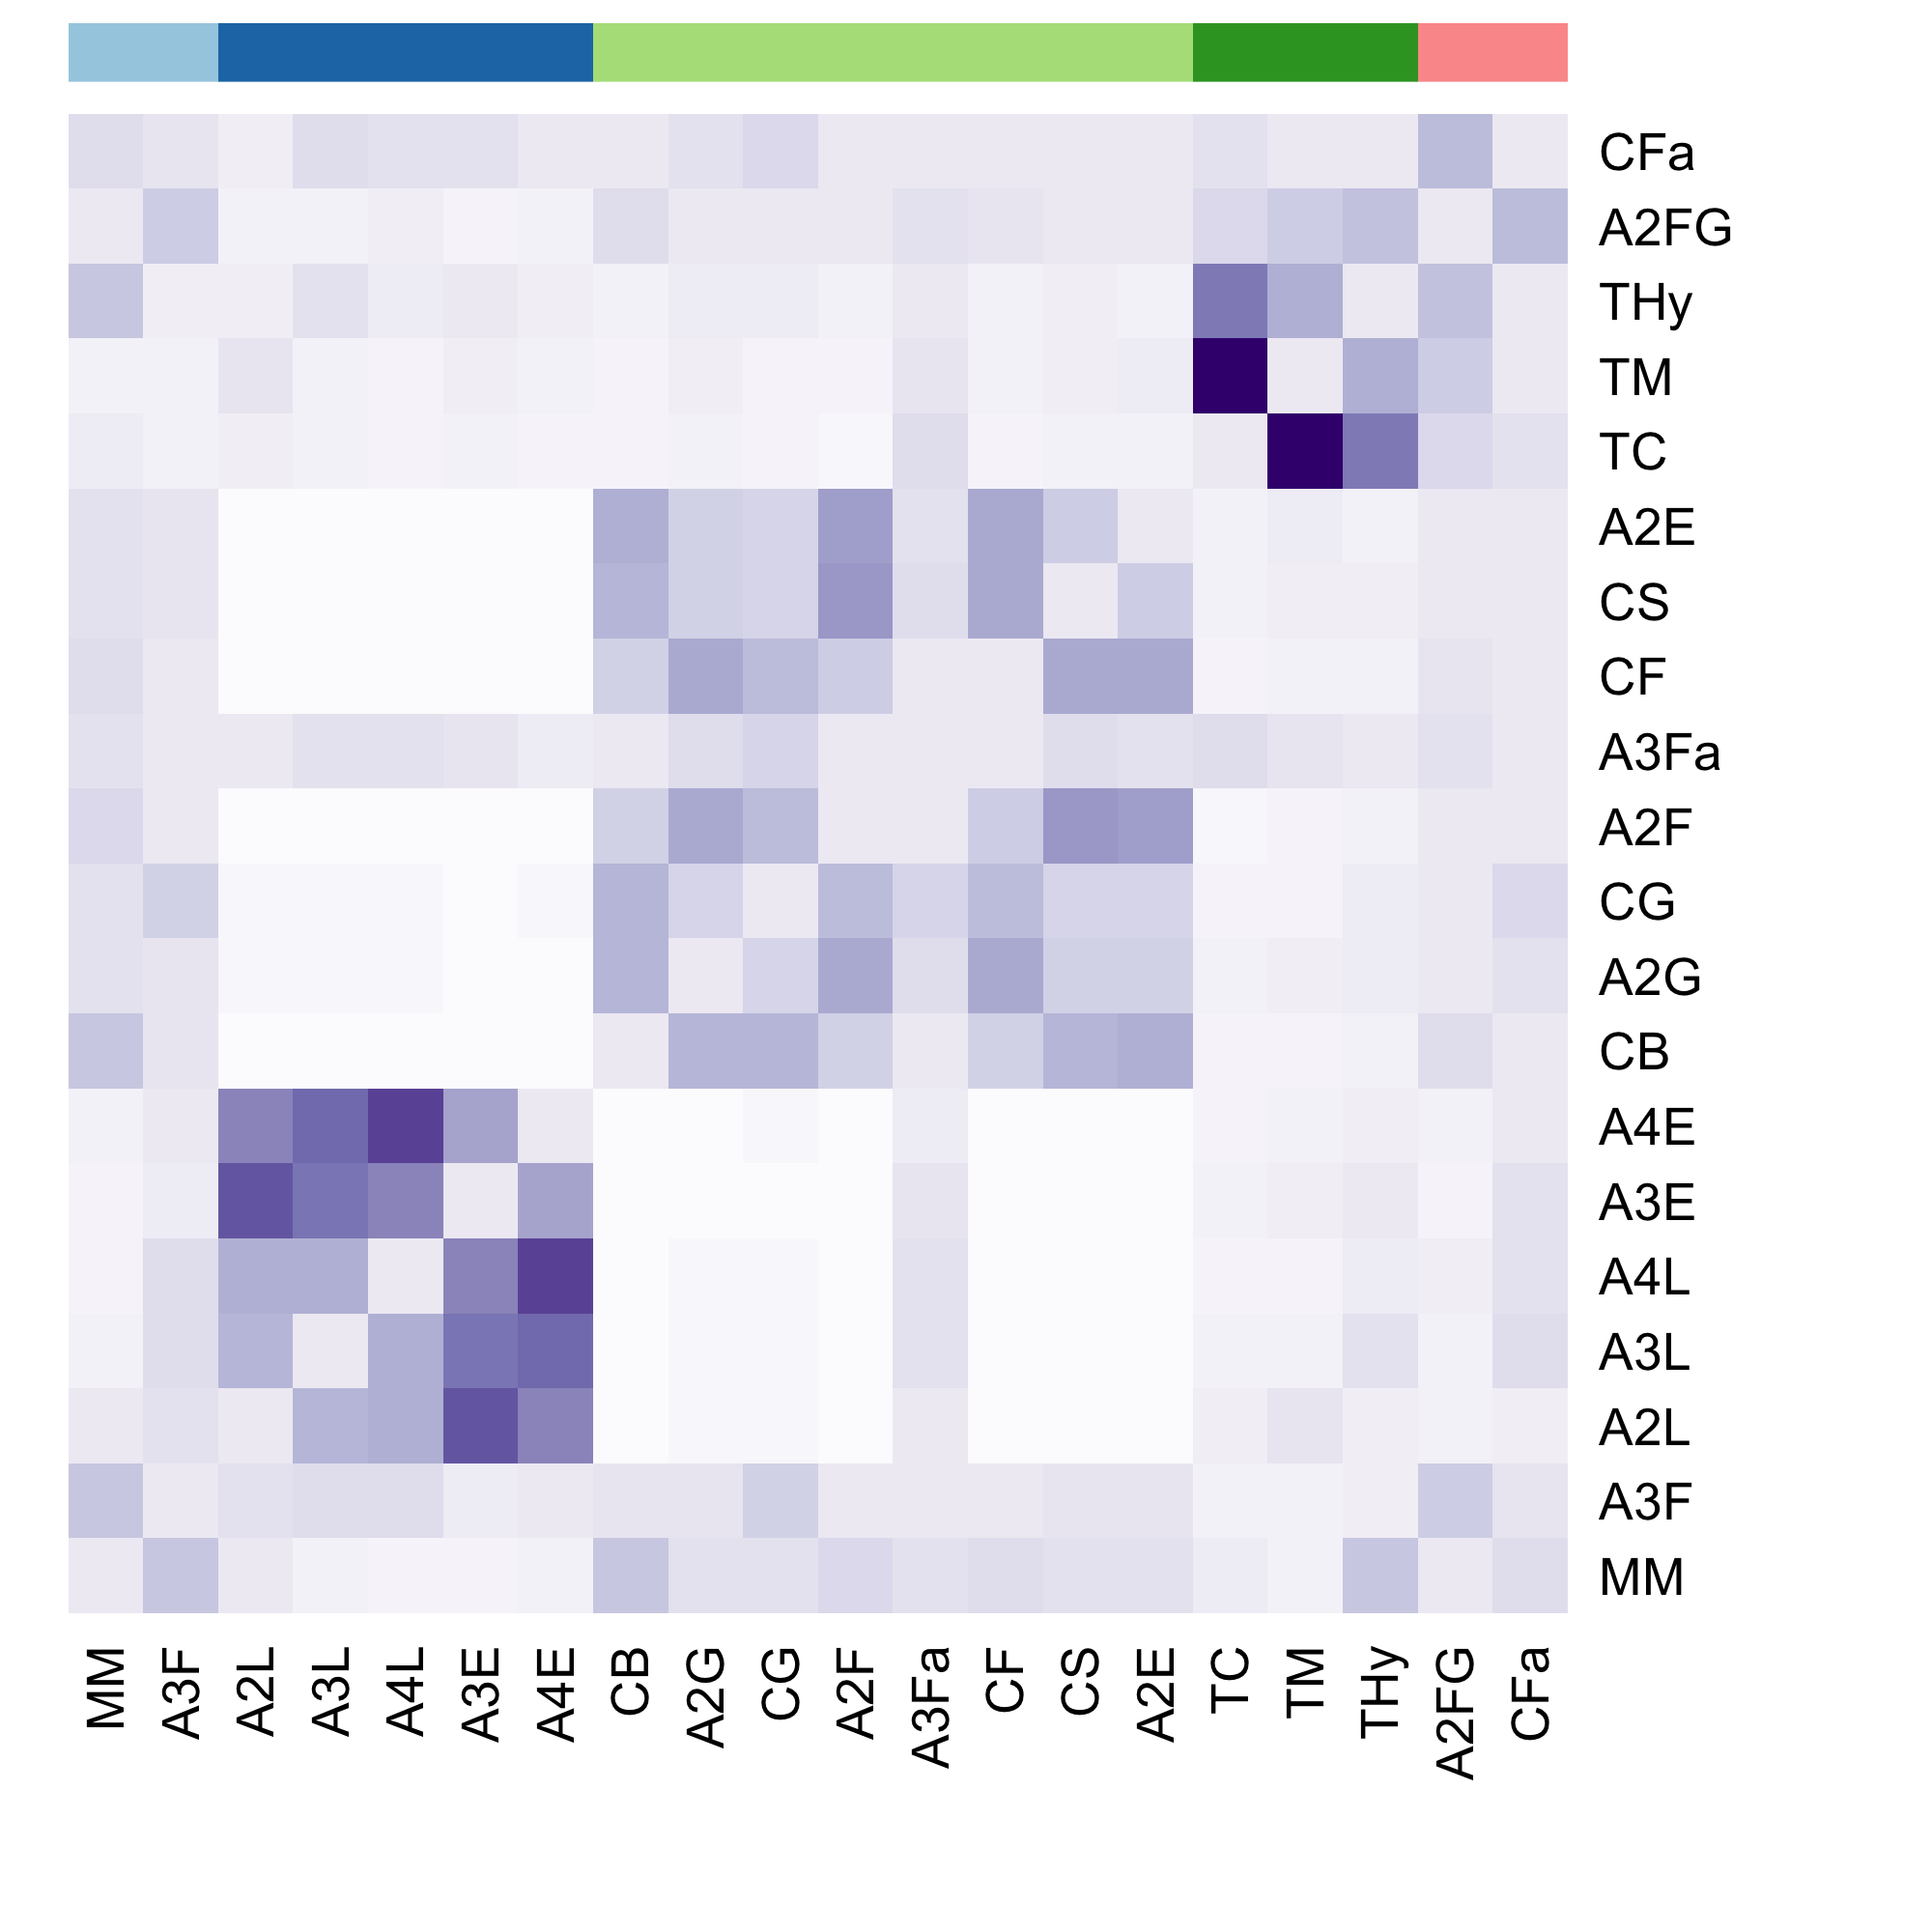 CFa
A2FG
THy
TM
TC
A2E
CS
CF
A3Fa
A2F
CG
A2G
CB
A4E
A3E
A4L
A3L
A2L
A3F
MM
MM
A3F
A2L
A3L
A4L
A3E
A4E
CB
A2G
CG
A2F
A3Fa
CF
CS
A2E
TC
TM
THy
A2FG
CFa